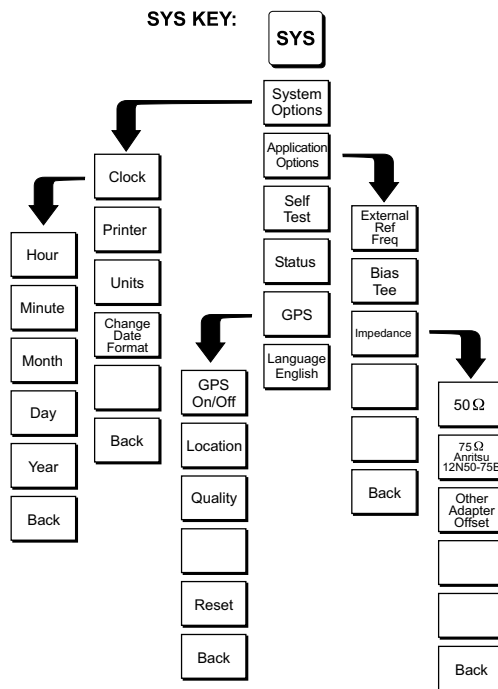 SYS KEY:
SYS
System
Options
Application
Options
Self
Test
Status
GPS
Language
English
Clock
Printer
Units
Change
Date
Format
Back
Hour
Minute
Month
Day
Year
Back
GPS
On/Off
Location
Quality
Reset
Back
External
Ref
Freq
Bias
Tee
Impedance
Back
50 Ω
75 Ω
Anritsu
12N50-75B
Other
Adapter
Offset
Back